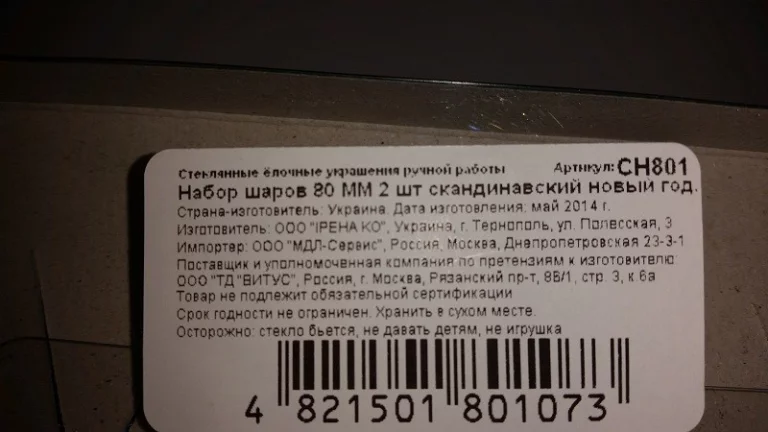 Стеклянные ёлочные украшения ручной работы Артикул: CH801
Набор шаров 80 ММ 2 шт скандинавский новый год.
Страна-изготовитель: Украина. Дата изготовления: май 2014 г.
Изготовитель: ООО "ІРЕНА КО", Украина, г. Тернополь, ул. Полесская, 3
Импортер: ООО "МДЛ-Сервис", Россия, Москва, Днепропетровская 23-3-1
Поставщик и уполномоченная компания по претензиям к изготовителю:
ООО "ТД "ВИТУС", Россия, г. Москва, Рязанский пр-т, 8В/1, стр. 3, к.6а
Товар не подлежит обязательной сертификации
Срок годности не ограничен. Хранить в сухом месте.
Осторожно: стекло бьется, не давать детям, не игрушка
4 821501 801073